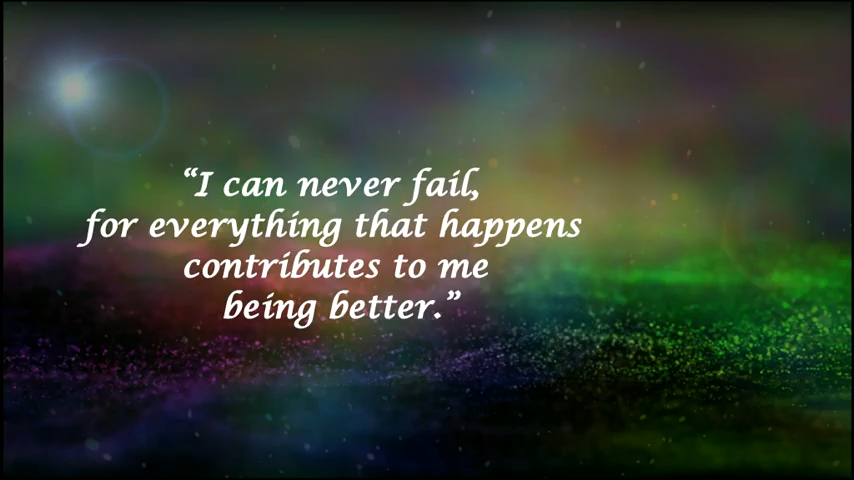 “I can never fail,
for everything that happens
contributes to me
being better.”